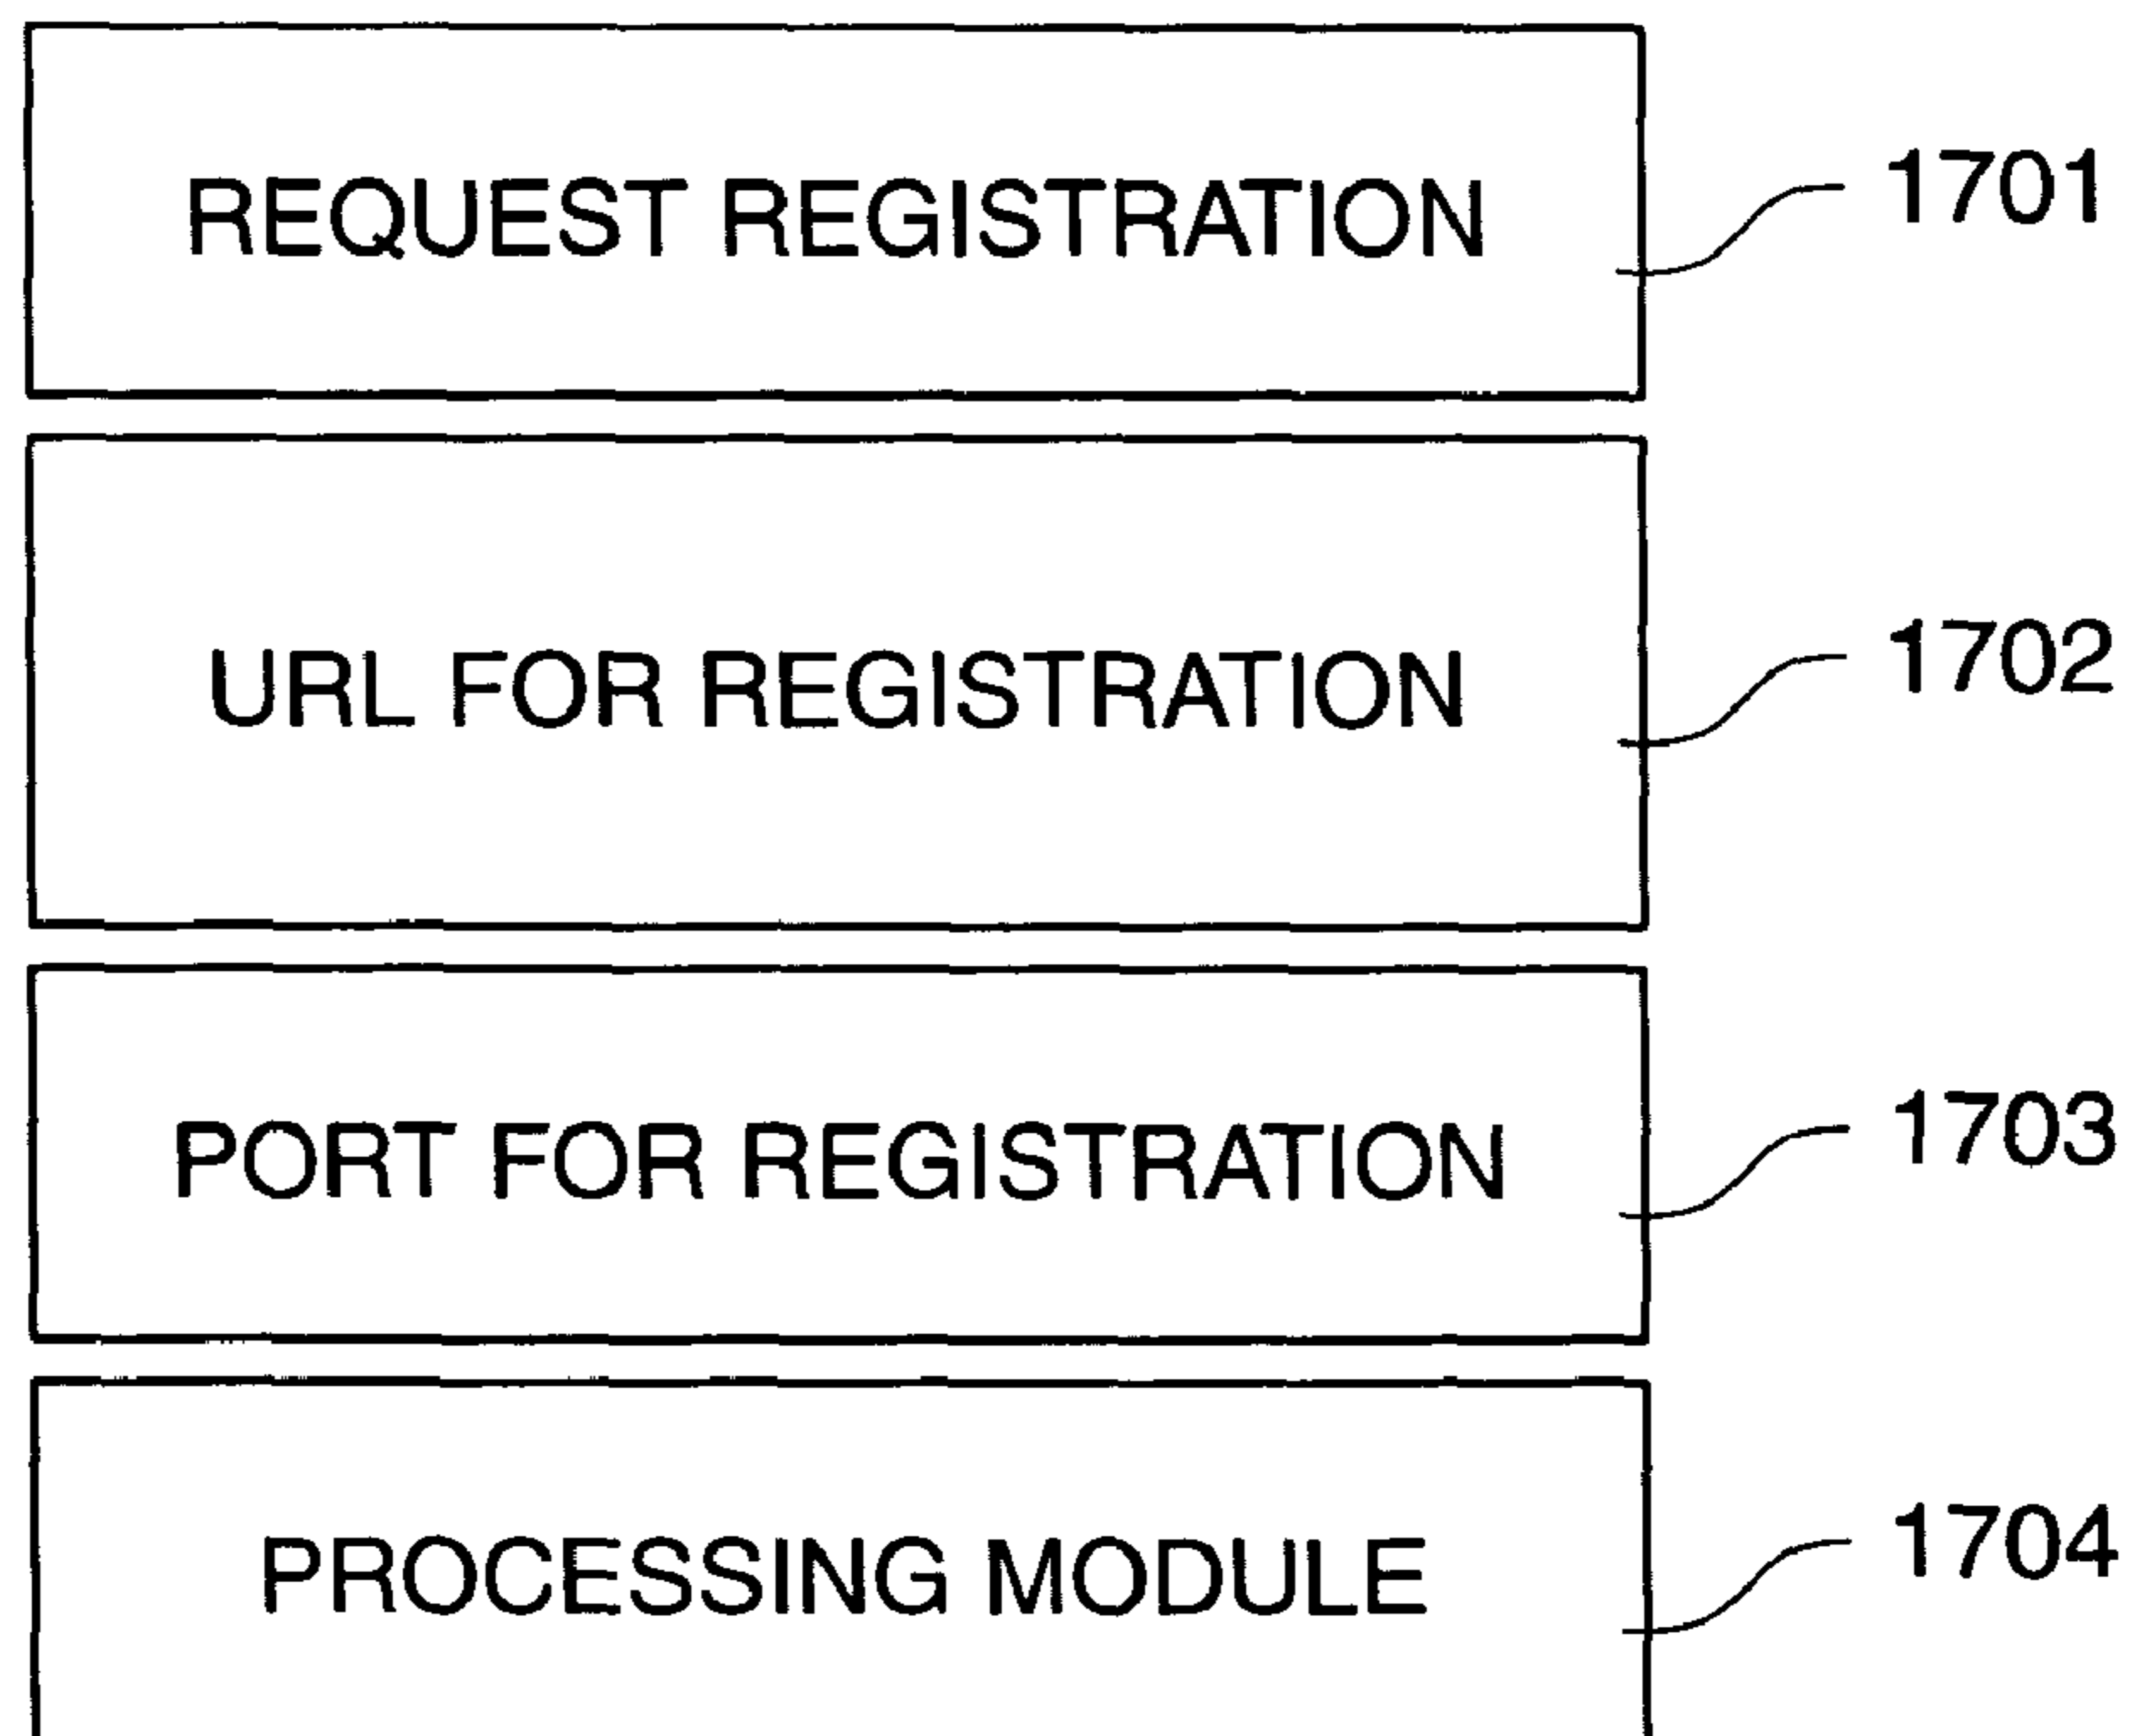 REQUEST REGISTRATION 1701
URL FOR REGISTRATION 1702
PORT FOR REGISTRATION 1703
PROCESSING MODULE 1704